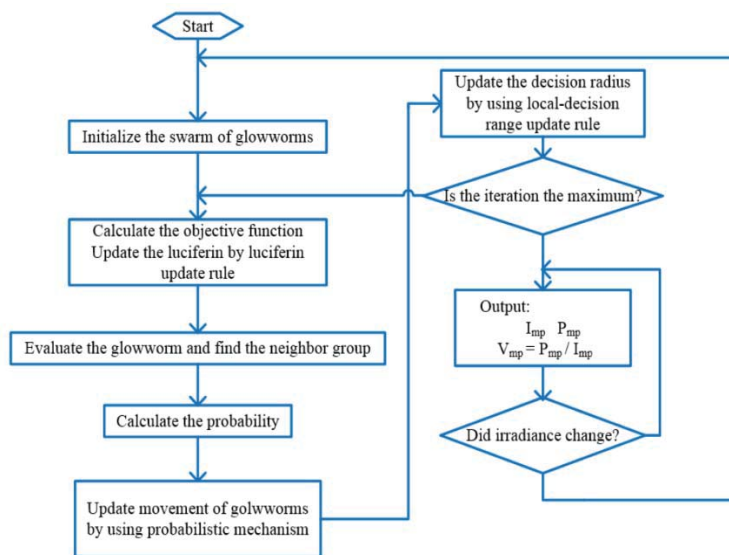 Start
Initialize the swarm of glowworms
Calculate the objective function
Update the luciferin by luciferin
update rule
Evaluate the glowworm and find the neighbor group
Calculate the probability
Update movement of golwworms
by using probabilistic mechanism
Update the decision radius
by using local-decision
range update rule
Is the iteration the maximum?
Output:
Imp Pmp
Vmp = Pmp / Imp
Did irradiance change?